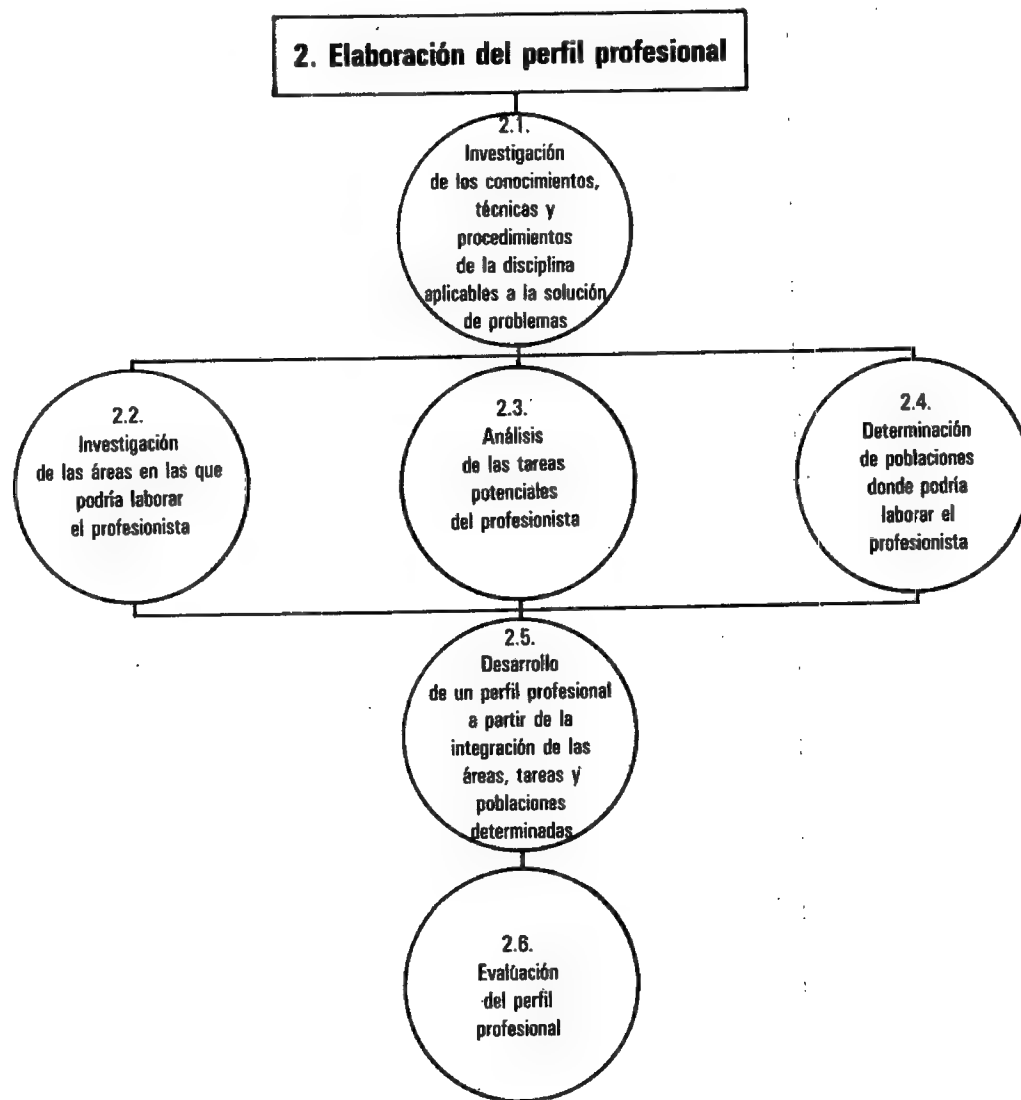 2. Elaboración del perfil profesional
2.1.
Investigación
de los conocimientos,
técnicas y
procedimientos
de la disciplina
aplicables a la solución
de problemas
2.2.
Investigación
de las áreas en las que
podría laborar
el profesionista
2.3.
Análisis
de las tareas
potenciales
del profesionista
2.4.
Determinación
de poblaciones
donde podría
laborar el
profesionista
2.5.
Desarrollo
de un perfil profesional
a partir de la
integración de las
áreas, tareas y
poblaciones
determinadas
2.6.
Evaluación
del perfil
profesional